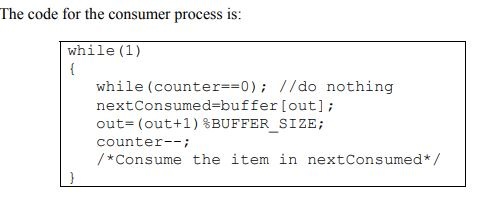 The code for the consumer process is:
while(1)
{
while(counter==0); //do nothing
nextConsumed=buffer[out];
out=(out+1)%BUFFER_SIZE;
counter--;
/*Consume the item in nextConsumed*/
}